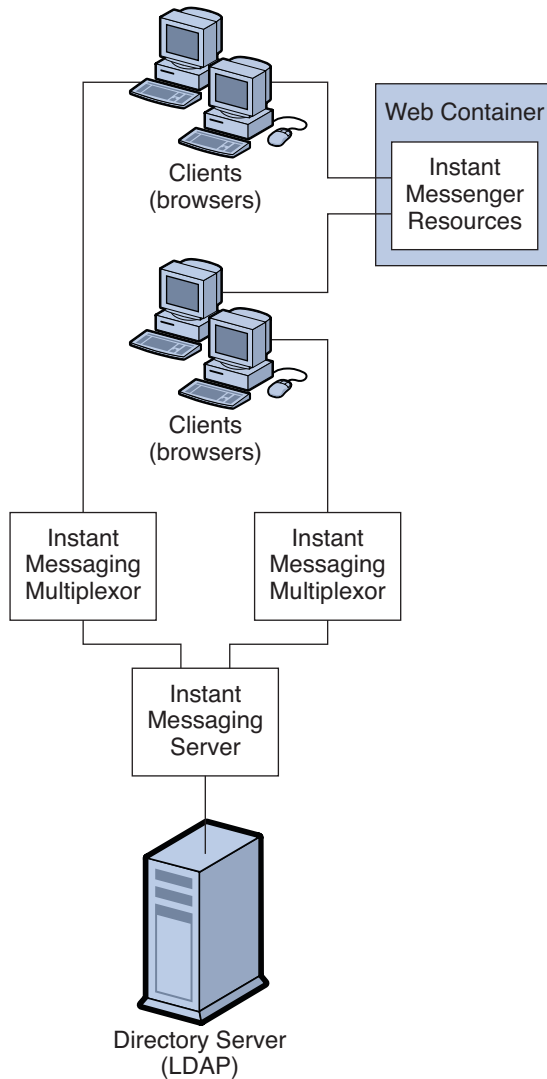 Clients
(browsers)
Web Container
Instant
Messenger
Resources
Clients
(browsers)
Instant
Messaging
Multiplexor
Instant
Messaging
Multiplexor
Instant
Messaging
Server
Directory Server
(LDAP)